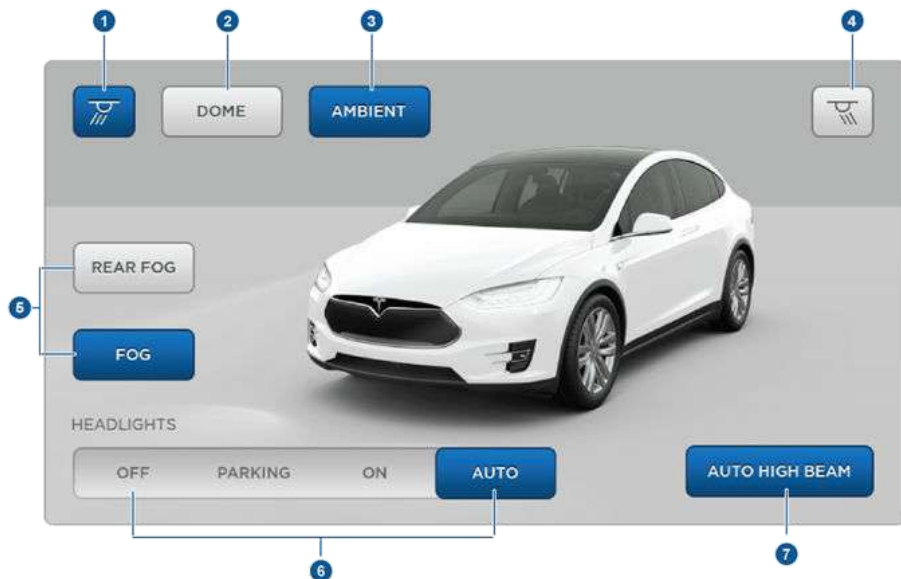 1
2
3
4
DOME
AMBIENT
REAR FOG
5
FOG
HEADLIGHTS
OFF
PARKING
ON
AUTO
AUTO HIGH BEAM
6
7